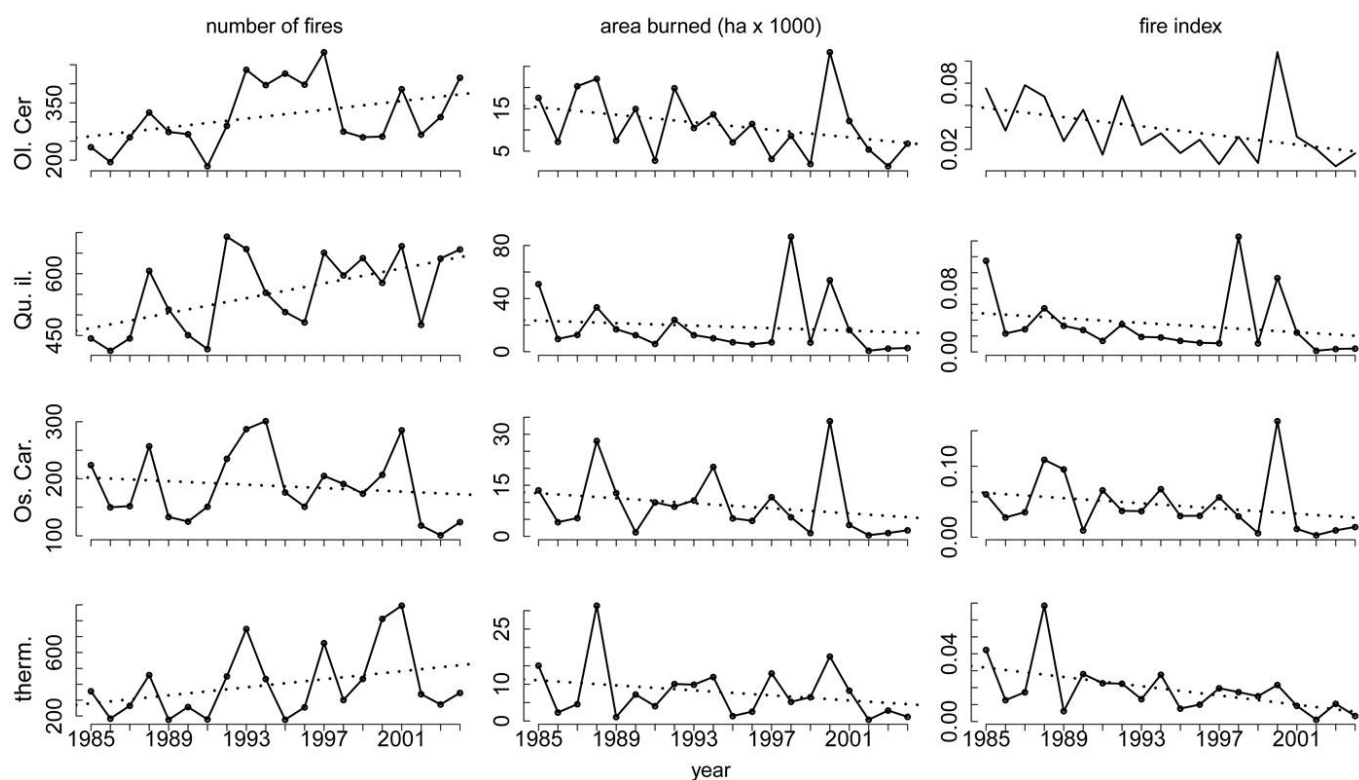 number of fires area burned (ha x 1000) fire index
Ol. Cer
200 350
5 15
0.02 0.08
Qu. il.
450 600
0 40 80
0.00 0.08
Os. Car.
100 200 300
0 15 30
0.00 0.10
therm.
200 600
0 10 25
0.00 0.04
1985 1989 1993 1997 2001 1985 1989 1993 1997 2001 1985 1989 1993 1997 2001
year